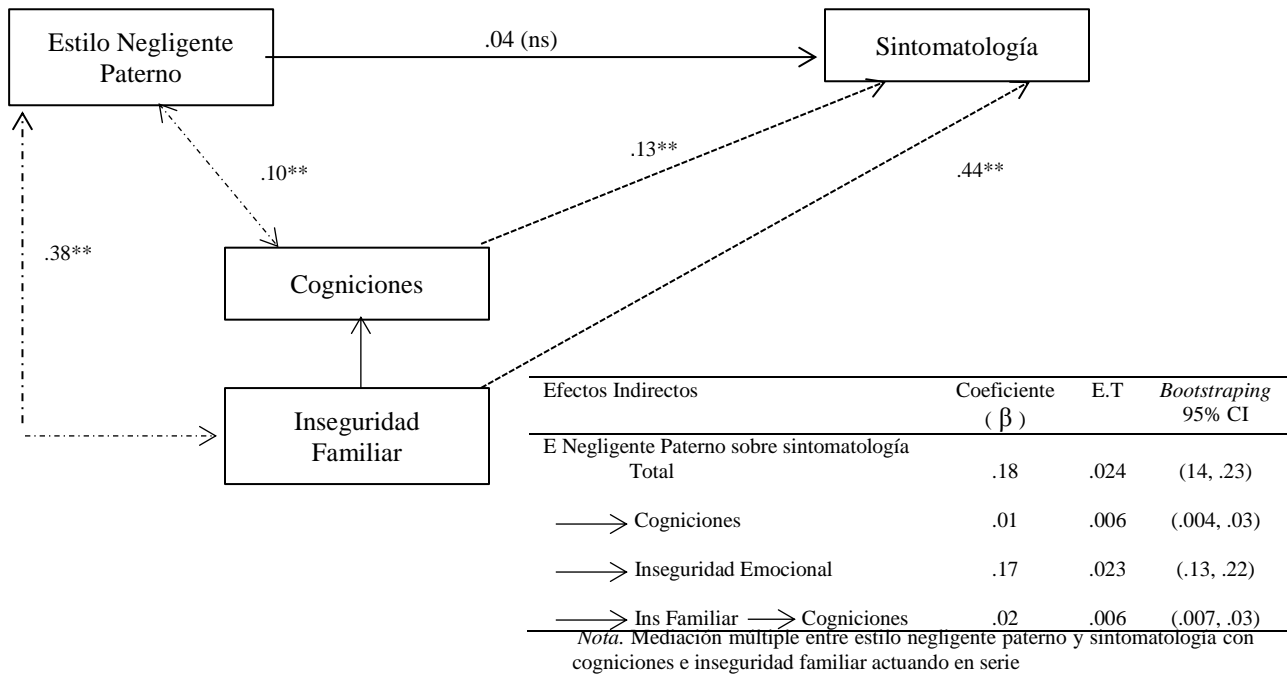 Estilo Negligente
Paterno
.04 (ns)
Sintomatología
.10**
.13**
.44**
.38**
Cogniciones
Inseguridad
Familiar
Efectos Indirectos Coeficiente E.T Bootstraping
( β ) 95% CI
E Negligente Paterno sobre sintomatología
Total .18 .024 (14, .23)
Cogniciones .01 .006 (.004, .03)
Inseguridad Emocional .17 .023 (.13, .22)
Ins Familiar Cogniciones .02 .006 (.007, .03)
Nota. Mediación múltiple entre estilo negligente paterno y sintomatología con
cogniciones e inseguridad familiar actuando en serie